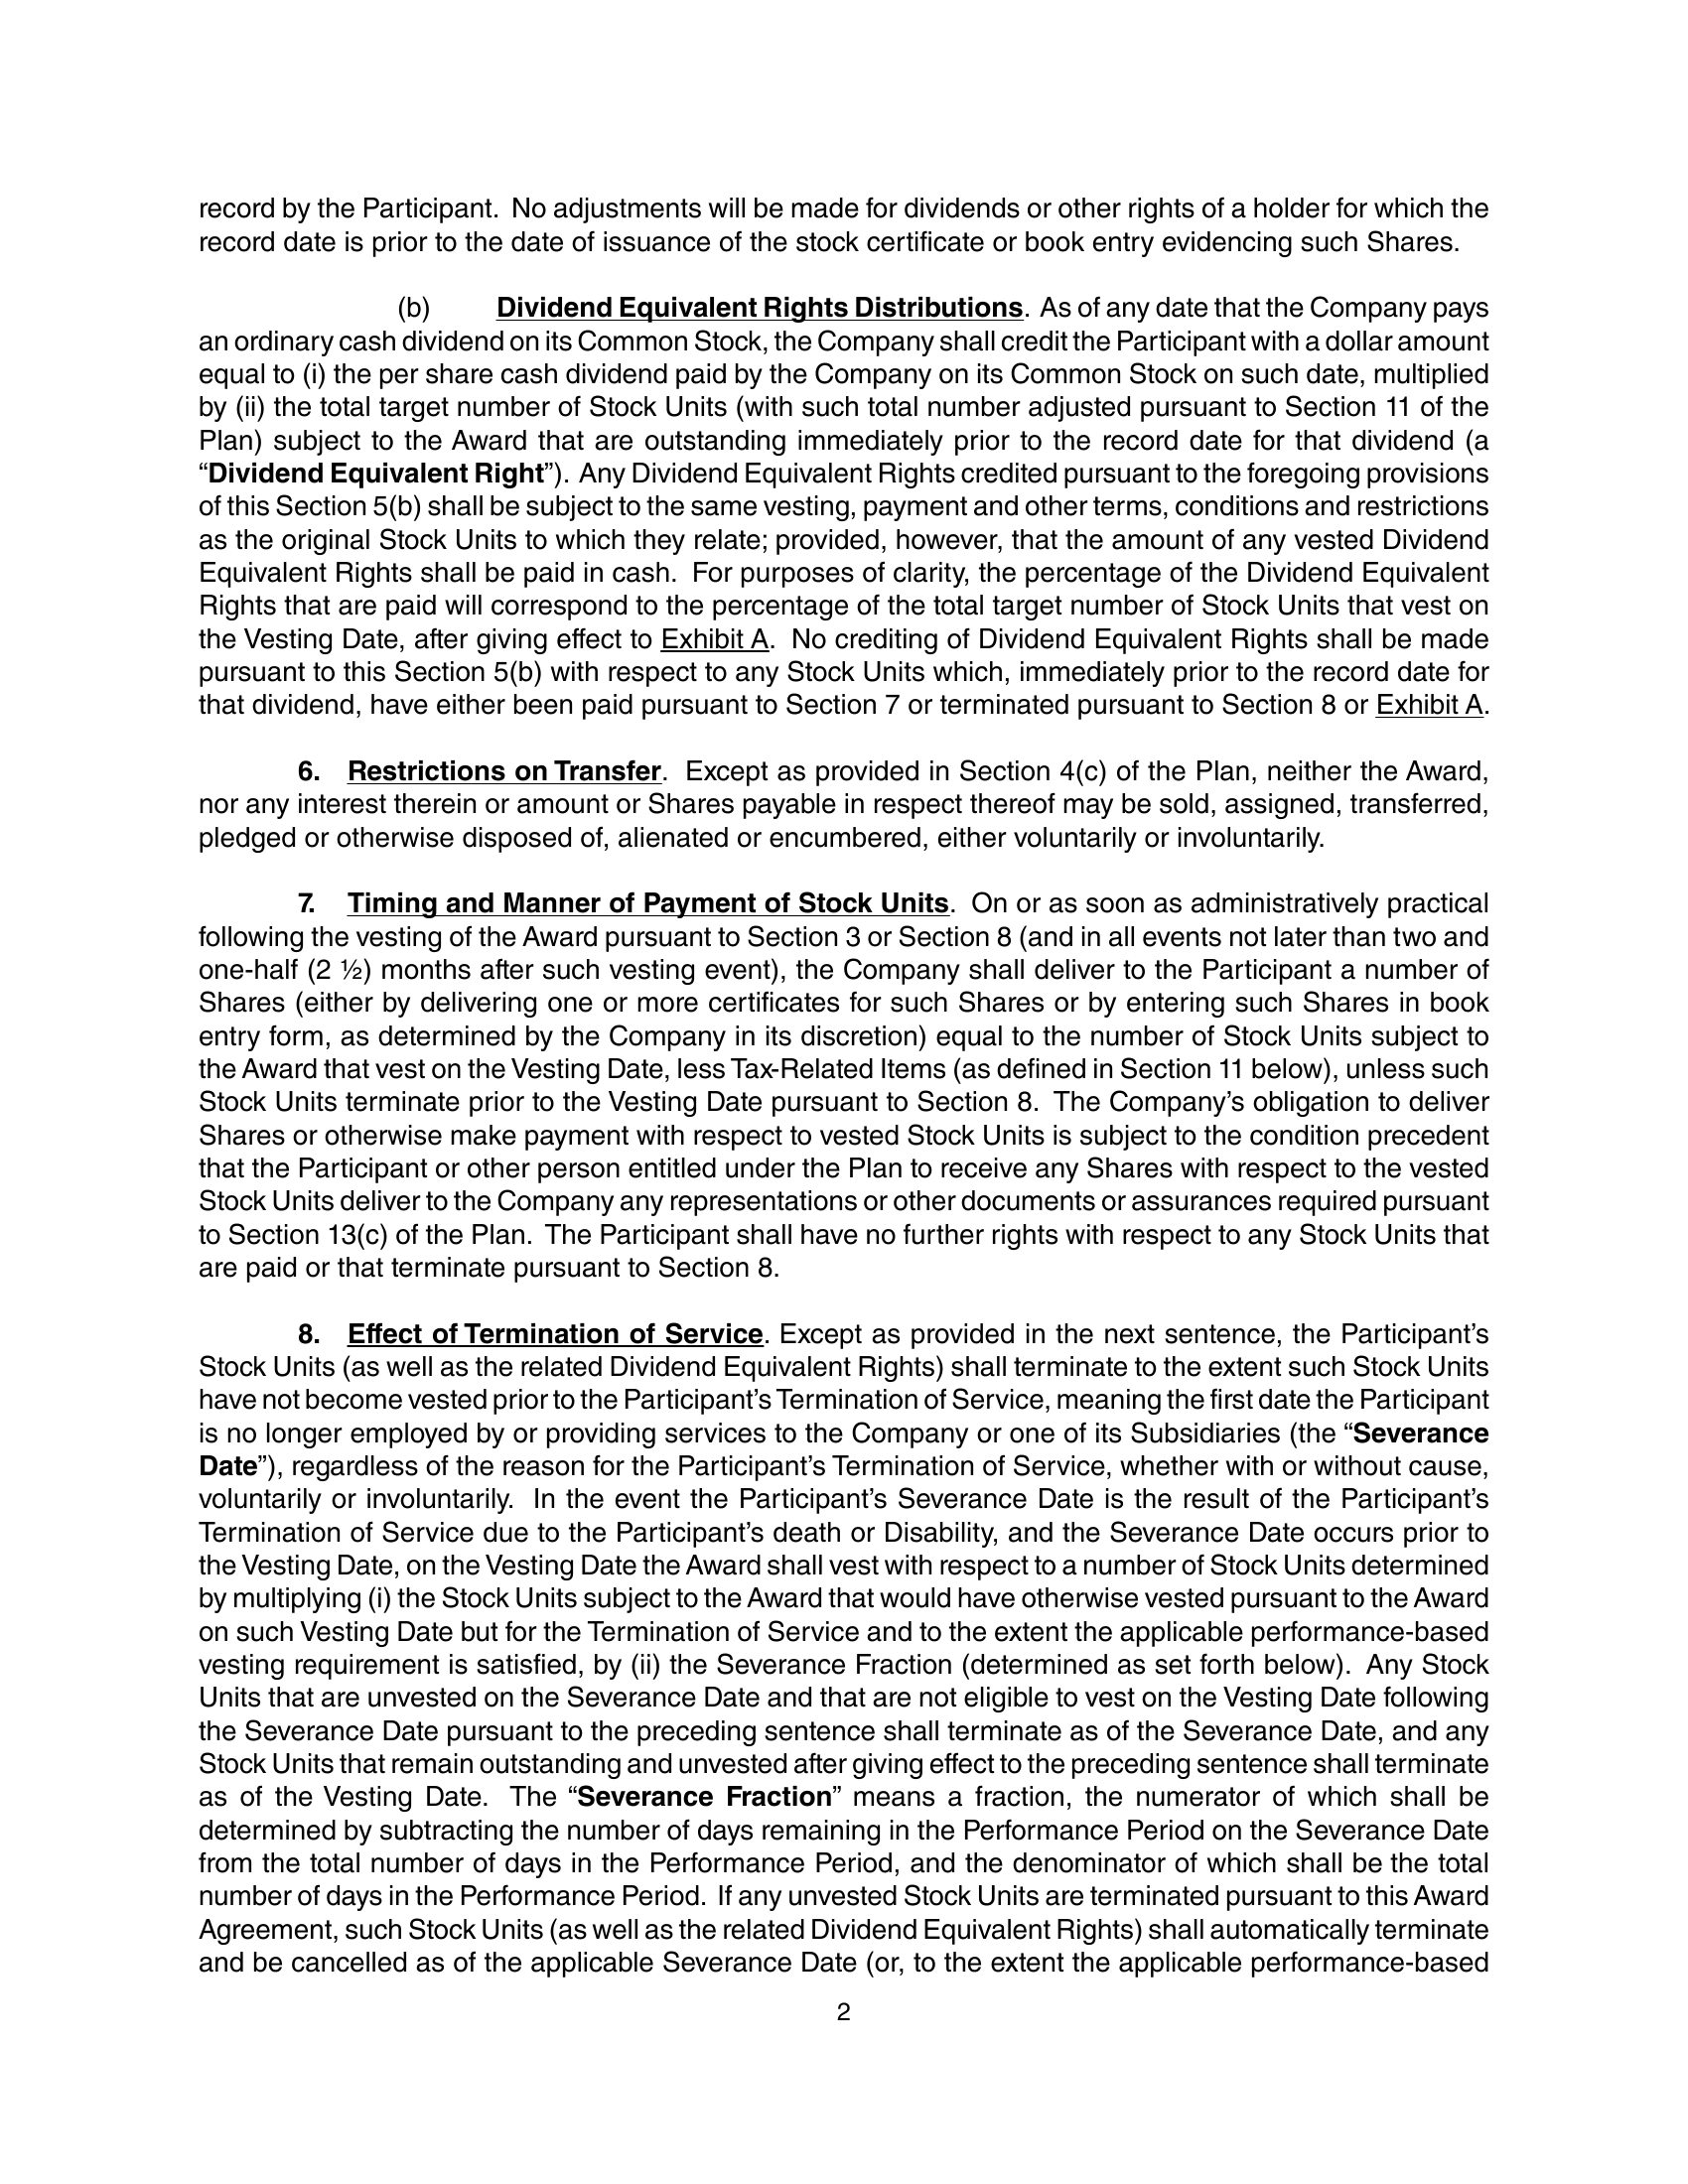 record by the Participant. No adjustments will be made for dividends or other rights of a holder for which the
record date is prior to the date of issuance of the stock certificate or book entry evidencing such Shares.
(b) Dividend Equivalent Rights Distributions. As of any date that the Company pays
an ordinary cash dividend on its Common Stock, the Company shall credit the Participant with a dollar amount
equal to (i) the per share cash dividend paid by the Company on its Common Stock on such date, multiplied
by (ii) the total target number of Stock Units (with such total number adjusted pursuant to Section 11 of the
Plan) subject to the Award that are outstanding immediately prior to the record date for that dividend (a
“Dividend Equivalent Right”). Any Dividend Equivalent Rights credited pursuant to the foregoing provisions
of this Section 5(b) shall be subject to the same vesting, payment and other terms, conditions and restrictions
as the original Stock Units to which they relate; provided, however, that the amount of any vested Dividend
Equivalent Rights shall be paid in cash. For purposes of clarity, the percentage of the Dividend Equivalent
Rights that are paid will correspond to the percentage of the total target number of Stock Units that vest on
the Vesting Date, after giving effect to Exhibit A. No crediting of Dividend Equivalent Rights shall be made
pursuant to this Section 5(b) with respect to any Stock Units which, immediately prior to the record date for
that dividend, have either been paid pursuant to Section 7 or terminated pursuant to Section 8 or Exhibit A.
6. Restrictions on Transfer. Except as provided in Section 4(c) of the Plan, neither the Award,
nor any interest therein or amount or Shares payable in respect thereof may be sold, assigned, transferred,
pledged or otherwise disposed of, alienated or encumbered, either voluntarily or involuntarily.
7. Timing and Manner of Payment of Stock Units. On or as soon as administratively practical
following the vesting of the Award pursuant to Section 3 or Section 8 (and in all events not later than two and
one-half (2 ½) months after such vesting event), the Company shall deliver to the Participant a number of
Shares (either by delivering one or more certificates for such Shares or by entering such Shares in book
entry form, as determined by the Company in its discretion) equal to the number of Stock Units subject to
the Award that vest on the Vesting Date, less Tax-Related Items (as defined in Section 11 below), unless such
Stock Units terminate prior to the Vesting Date pursuant to Section 8. The Company’s obligation to deliver
Shares or otherwise make payment with respect to vested Stock Units is subject to the condition precedent
that the Participant or other person entitled under the Plan to receive any Shares with respect to the vested
Stock Units deliver to the Company any representations or other documents or assurances required pursuant
to Section 13(c) of the Plan. The Participant shall have no further rights with respect to any Stock Units that
are paid or that terminate pursuant to Section 8.
8. Effect of Termination of Service. Except as provided in the next sentence, the Participant’s
Stock Units (as well as the related Dividend Equivalent Rights) shall terminate to the extent such Stock Units
have not become vested prior to the Participant’s Termination of Service, meaning the first date the Participant
is no longer employed by or providing services to the Company or one of its Subsidiaries (the “Severance
Date”), regardless of the reason for the Participant’s Termination of Service, whether with or without cause,
voluntarily or involuntarily. In the event the Participant’s Severance Date is the result of the Participant’s
Termination of Service due to the Participant’s death or Disability, and the Severance Date occurs prior to
the Vesting Date, on the Vesting Date the Award shall vest with respect to a number of Stock Units determined
by multiplying (i) the Stock Units subject to the Award that would have otherwise vested pursuant to the Award
on such Vesting Date but for the Termination of Service and to the extent the applicable performance-based
vesting requirement is satisfied, by (ii) the Severance Fraction (determined as set forth below). Any Stock
Units that are unvested on the Severance Date and that are not eligible to vest on the Vesting Date following
the Severance Date pursuant to the preceding sentence shall terminate as of the Severance Date, and any
Stock Units that remain outstanding and unvested after giving effect to the preceding sentence shall terminate
as of the Vesting Date. The “Severance Fraction” means a fraction, the numerator of which shall be
determined by subtracting the number of days remaining in the Performance Period on the Severance Date
from the total number of days in the Performance Period, and the denominator of which shall be the total
number of days in the Performance Period. If any unvested Stock Units are terminated pursuant to this Award
Agreement, such Stock Units (as well as the related Dividend Equivalent Rights) shall automatically terminate
and be cancelled as of the applicable Severance Date (or, to the extent the applicable performance-based
2